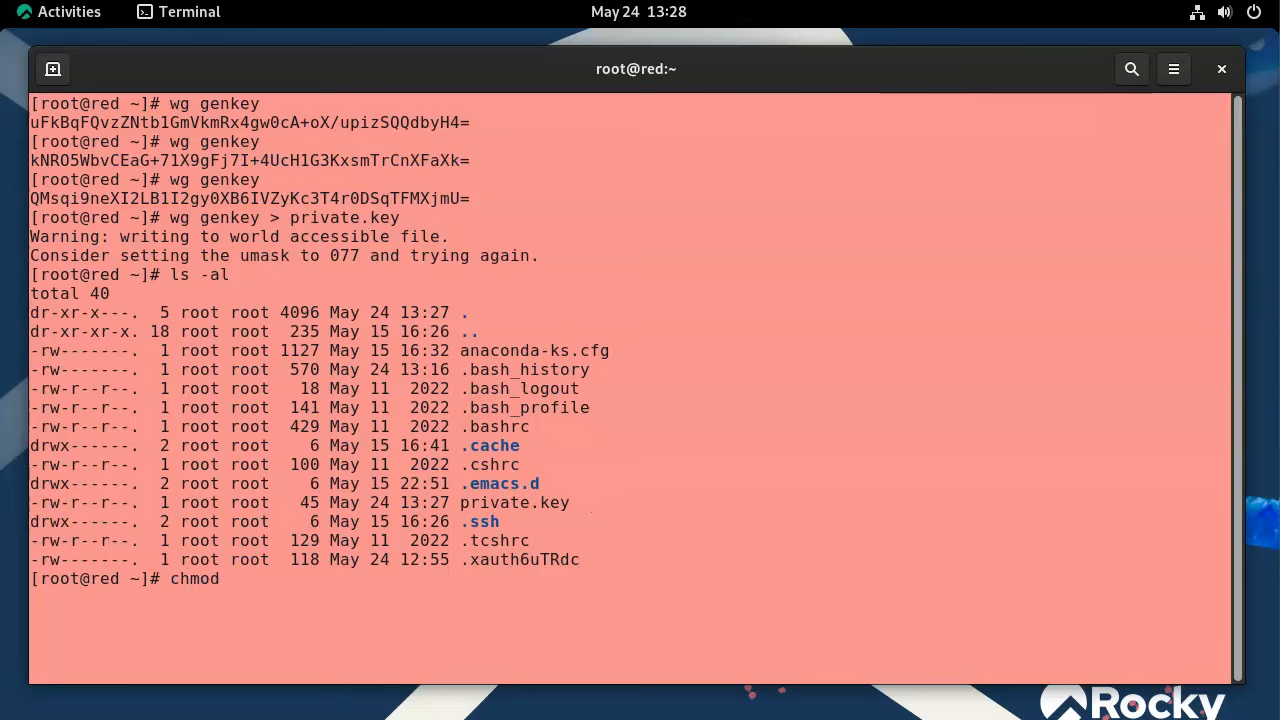 Activities Terminal May 24 13:28
root@red:~
[root@red ~]# wg genkey
uFkBqFQvzZNtb1GmVkmRx4gw0cA+oX/upizSQQdbyH4=
[root@red ~]# wg genkey
kNRO5WbvCEaG+71X9gFj7I+4UcH1G3KxsmTrCnXFaXk=
[root@red ~]# wg genkey
QMsqi9neXI2LB1I2gy0XB6IVZyKc3T4r0DSqTFMXjmU=
[root@red ~]# wg genkey > private.key
Warning: writing to world accessible file.
Consider setting the umask to 077 and trying again.
[root@red ~]# ls -al
total 40
dr-xr-x---.  5 root root 4096 May 24 13:27 .
dr-xr-xr-x. 18 root root  235 May 15 16:26 ..
-rw-------.  1 root root 1127 May 15 16:32 anaconda-ks.cfg
-rw-------.  1 root root  570 May 24 13:16 .bash_history
-rw-r--r--.  1 root root   18 May 11  2022 .bash_logout
-rw-r--r--.  1 root root  141 May 11  2022 .bash_profile
-rw-r--r--.  1 root root  429 May 11  2022 .bashrc
drwx------.  2 root root    6 May 15 16:41 .cache
-rw-r--r--.  1 root root  100 May 11  2022 .cshrc
drwx------.  2 root root    6 May 15 22:51 .emacs.d
-rw-r--r--.  1 root root   45 May 24 13:27 private.key
drwx------.  2 root root    6 May 15 16:26 .ssh
-rw-r--r--.  1 root root  129 May 11  2022 .tcshrc
-rw-------.  1 root root  118 May 24 12:55 .xauth6uTRdc
[root@red ~]# chmod
Rocky